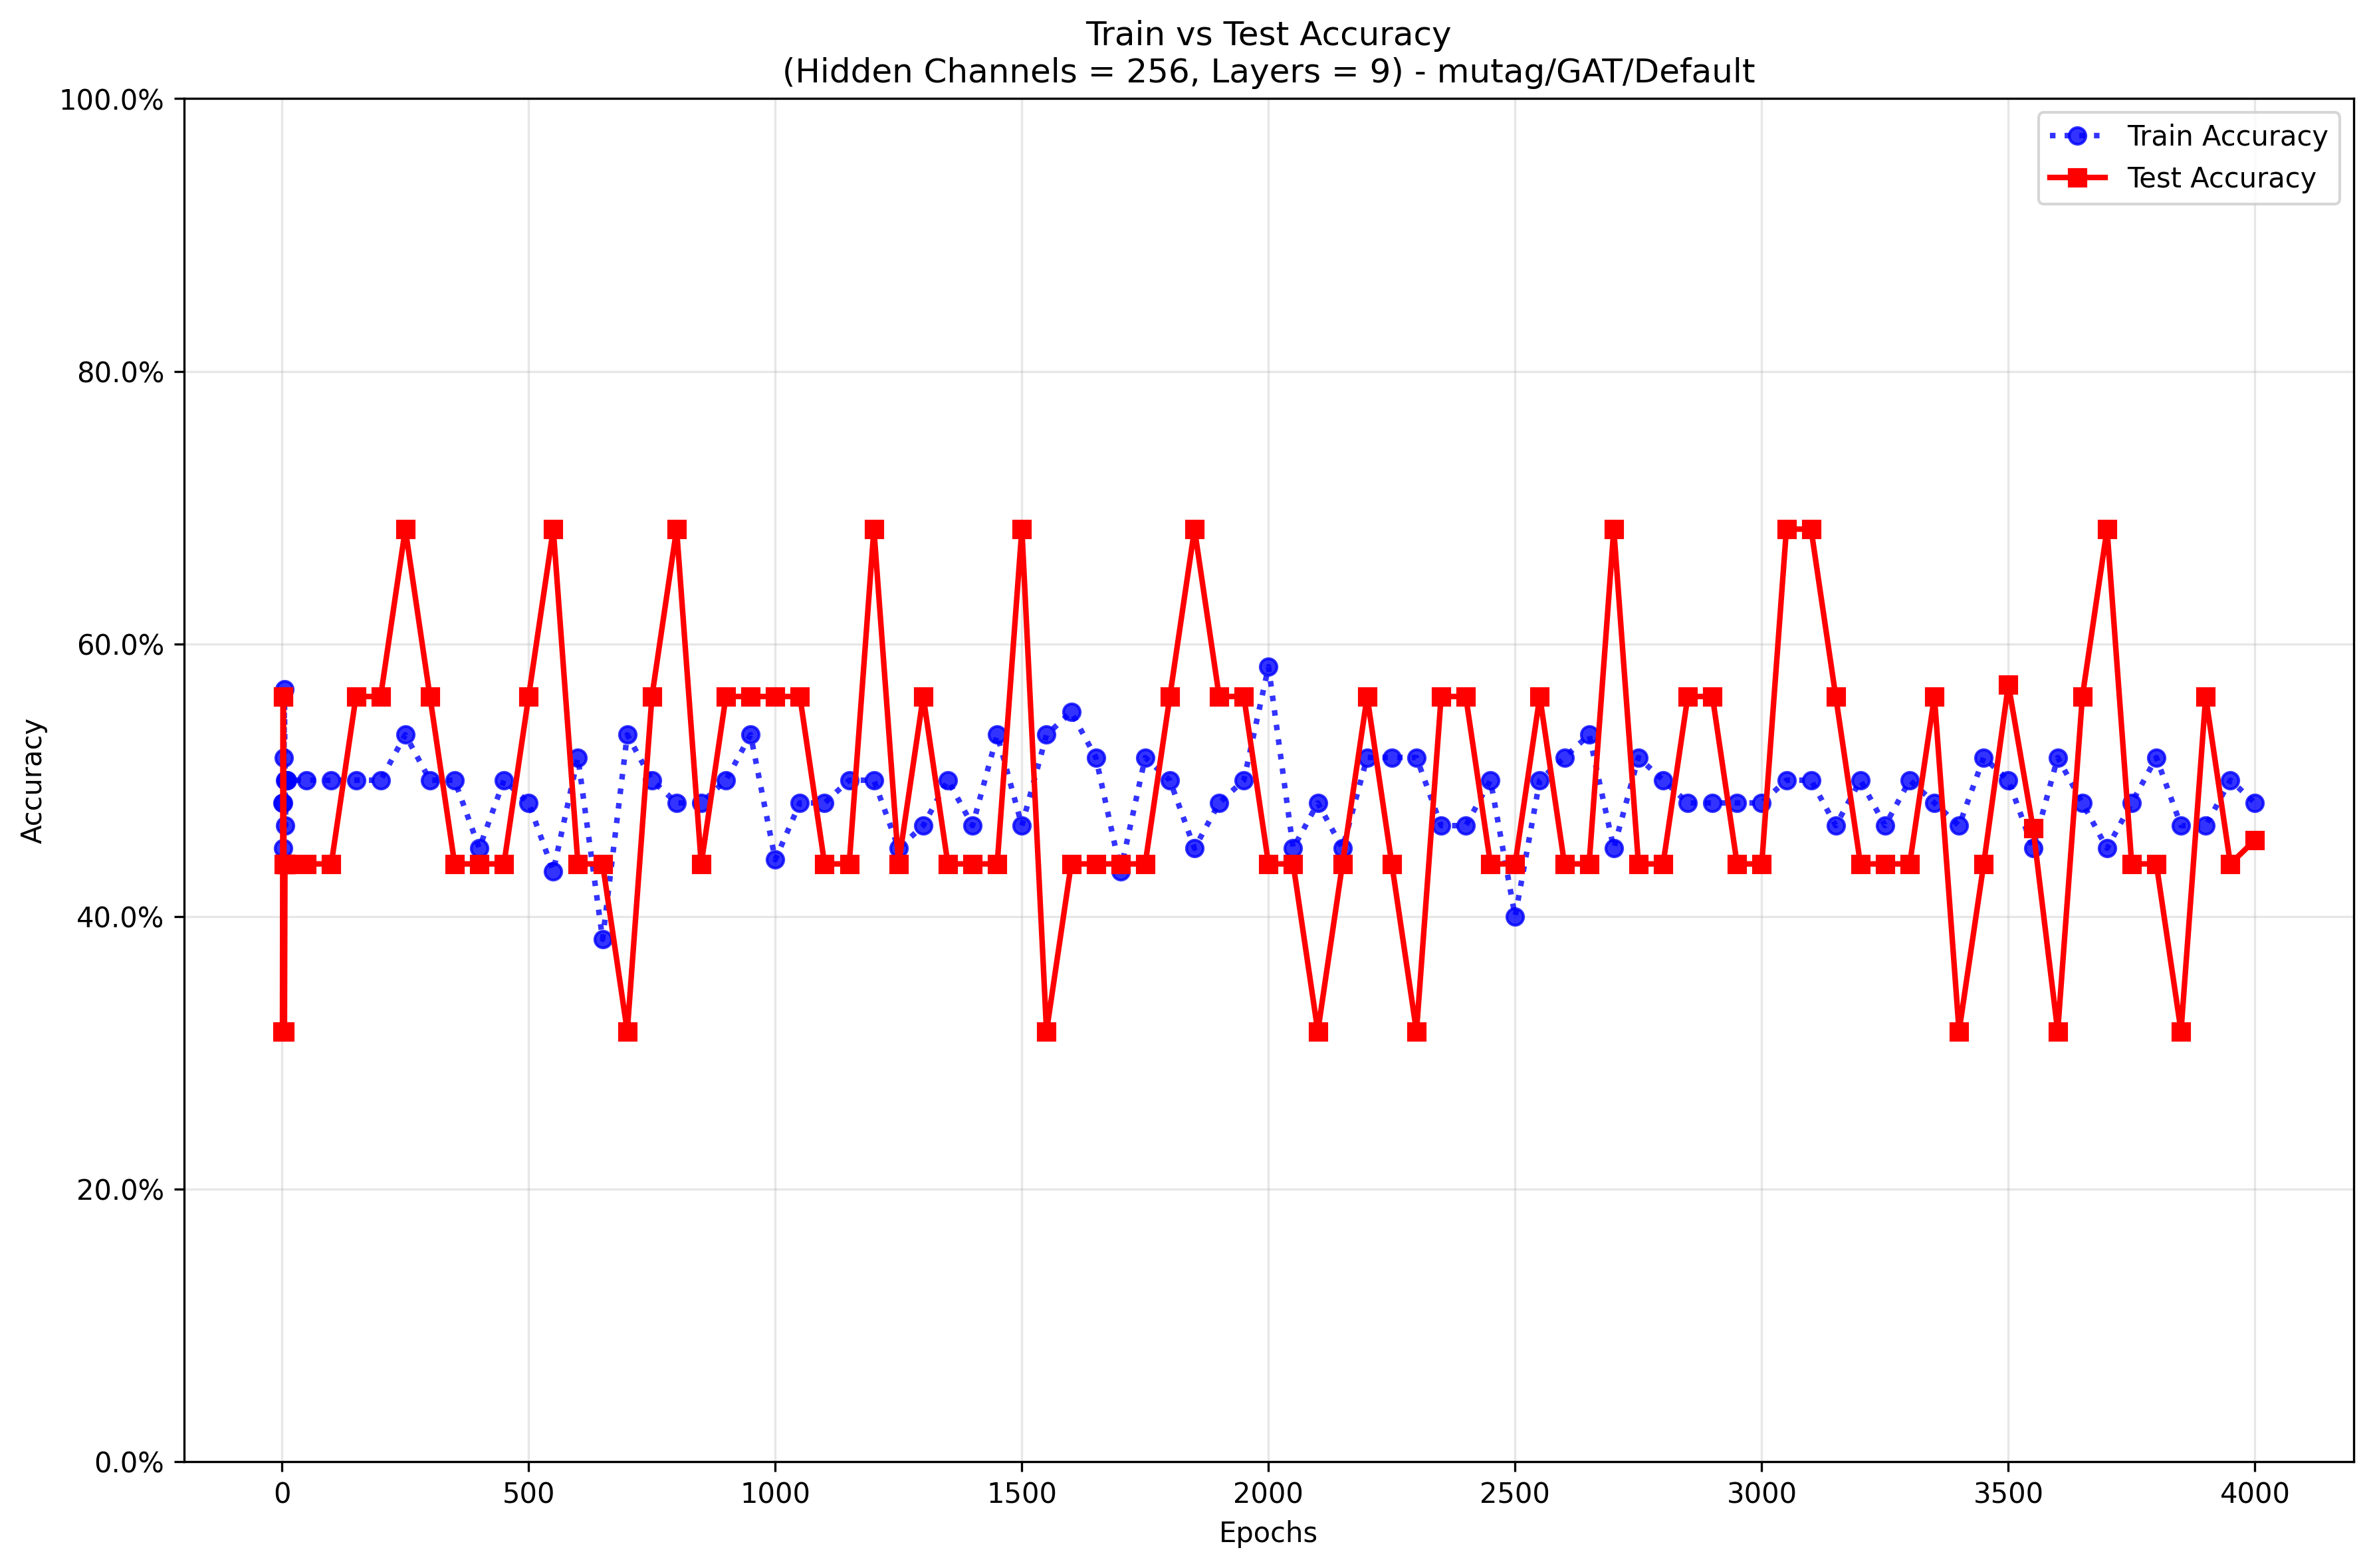 Train vs Test Accuracy
(Hidden Channels = 256, Layers = 9) - mutag/GAT/Default
100.0%
80.0%
60.0%
40.0%
20.0%
0.0%
Accuracy
Train Accuracy
Test Accuracy
0 500 1000 1500 2000 2500 3000 3500 4000
Epochs